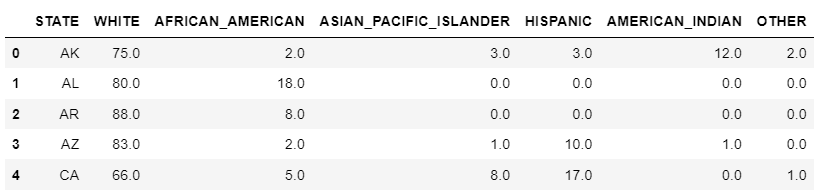 STATE WHITE AFRICAN_AMERICAN ASIAN_PACIFIC_ISLANDER HISPANIC AMERICAN_INDIAN OTHER
0 AK 75.0 2.0 3.0 3.0 12.0 2.0
1 AL 80.0 18.0 0.0 0.0 0.0 0.0
2 AR 88.0 8.0 0.0 0.0 0.0 0.0
3 AZ 83.0 2.0 1.0 10.0 1.0 0.0
4 CA 66.0 5.0 8.0 17.0 0.0 1.0